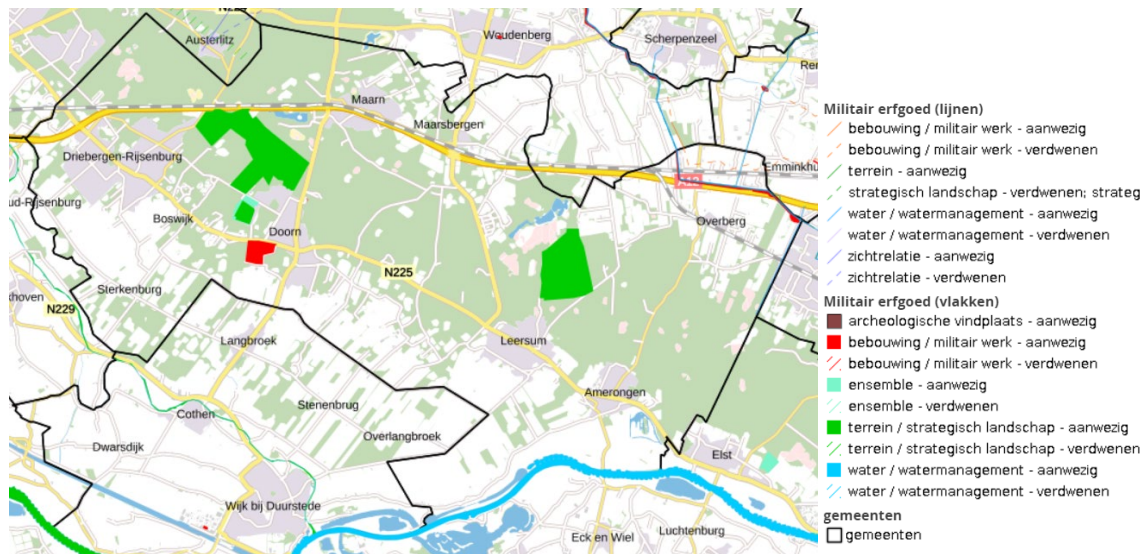 Austerlitz
Woudenberg
Scherpenzeel
Maarn
Maarsbergen
Driebergen-Rijsenburg
Emminkhu
A12
ud-Rijsenburg
Boswijk
Doorn
Overberg
N225
Sterkenburg
khoven
N229
Langbroek
Leersum
Amerongen
Stenenbrug
Cothen
Overlangbroek
Dwarsdijk
Elst
Wijk bij Duurstede
Eck en Wiel
Luchtenburg
Militair erfgoed (lijnen)
bebouwing / militair werk - aanwezig
bebouwing / militair werk - verdwenen
terrein - aanwezig
strategisch landschap - verdwenen; strateg
water / watermanagement - aanwezig
water / watermanagement - verdwenen
zichtrelatie - aanwezig
zichtrelatie - verdwenen
Militair erfgoed (vlakken)
archeologische vindplaats - aanwezig
bebouwing / militair werk - aanwezig
bebouwing / militair werk - verdwenen
ensemble - aanwezig
ensemble - verdwenen
terrein / strategisch landschap - aanwezig
terrein / strategisch landschap - verdwenen
water / watermanagement - aanwezig
water / watermanagement - verdwenen
gemeenten
gemeenten